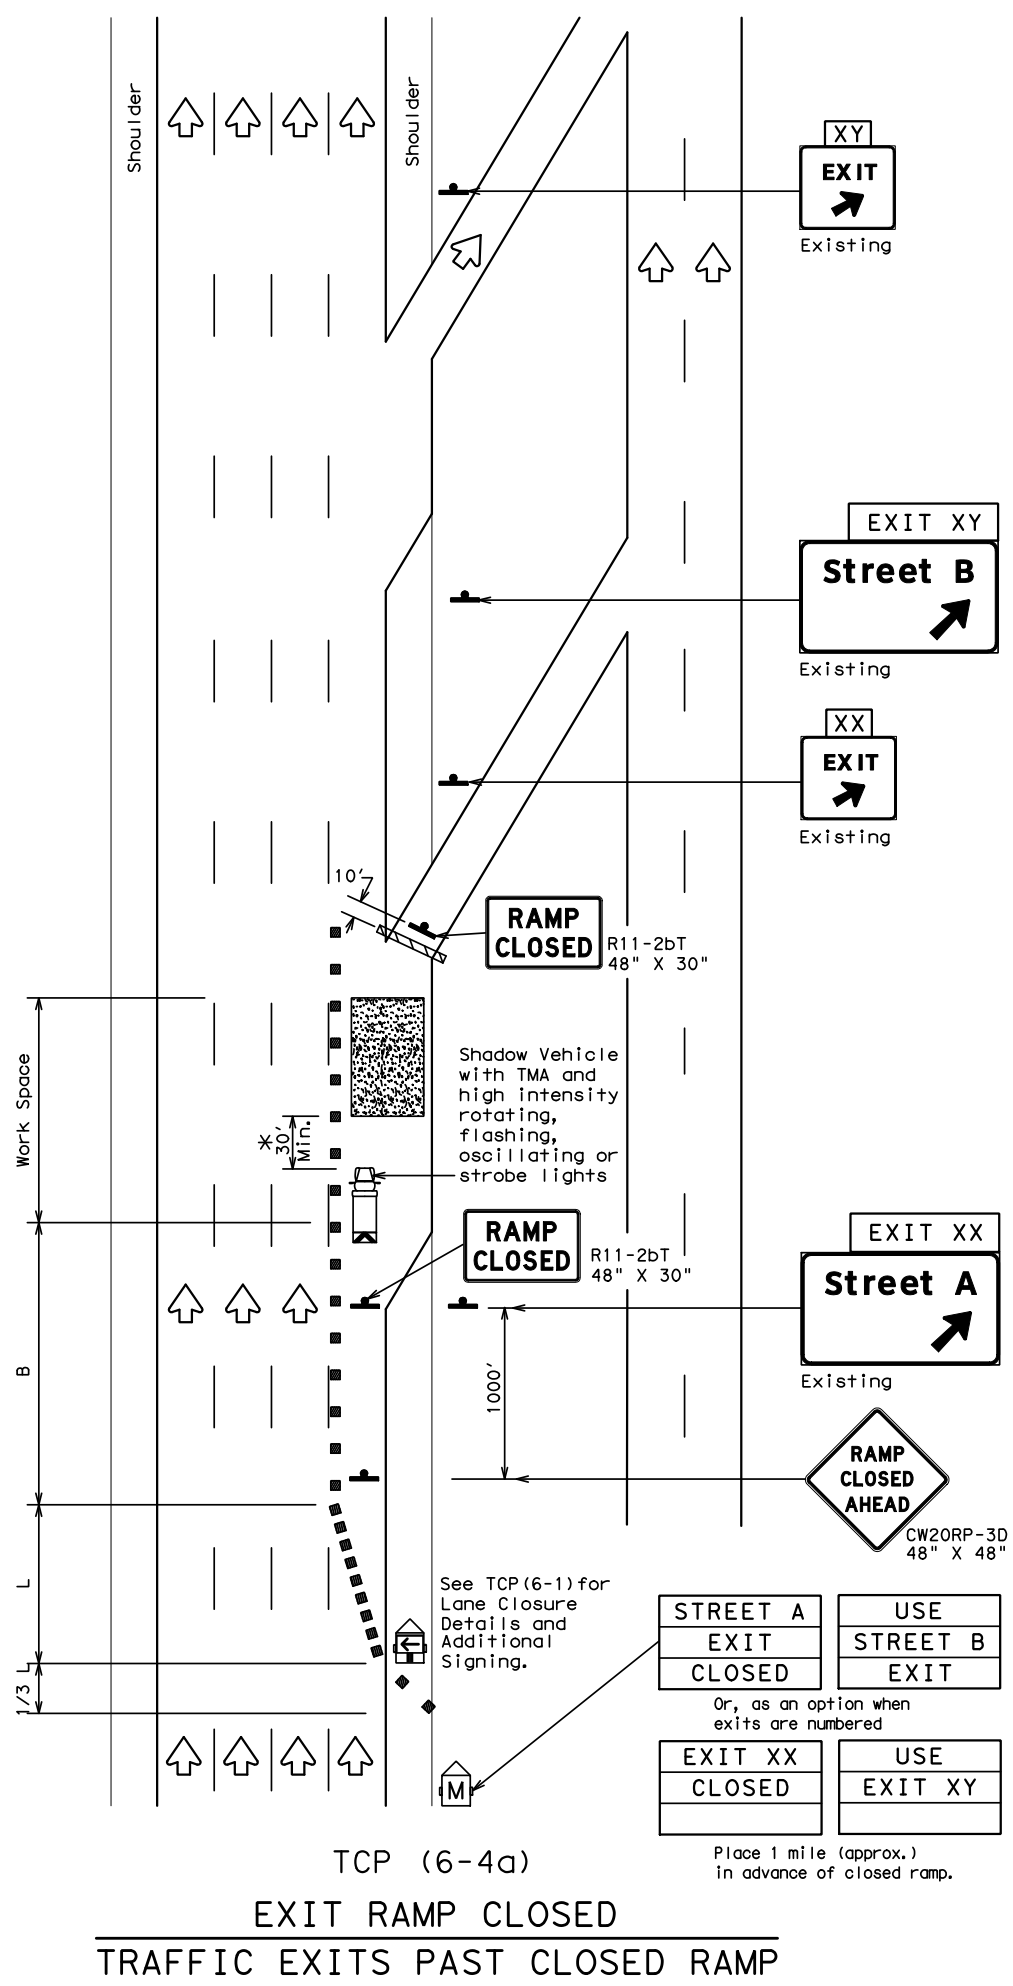 Shoulder
Shoulder
XY
EXIT
Existing
EXIT XY
Street B
Existing
XX
EXIT
Existing
10'
RAMP
CLOSED
R11-2bT
48" X 30"
Work Space
Shadow Vehicle
with TMA and
high intensity
rotating,
flashing,
oscillating or
strobe lights
*
30'
Min.
RAMP
CLOSED
R11-2bT
48" X 30"
EXIT XX
Street A
Existing
B
1000'
RAMP
CLOSED
AHEAD
CW20RP-3D
48" X 48"
L
See TCP(6-1)for
Lane Closure
Details and
Additional
Signing.
1/3 L
STREET A
EXIT
CLOSED
USE
STREET B
EXIT
Or, as an option when
exits are numbered
EXIT XX
CLOSED
USE
EXIT XY
M
Place 1 mile (approx.)
in advance of closed ramp.
TCP (6-4a)
EXIT RAMP CLOSED
TRAFFIC EXITS PAST CLOSED RAMP